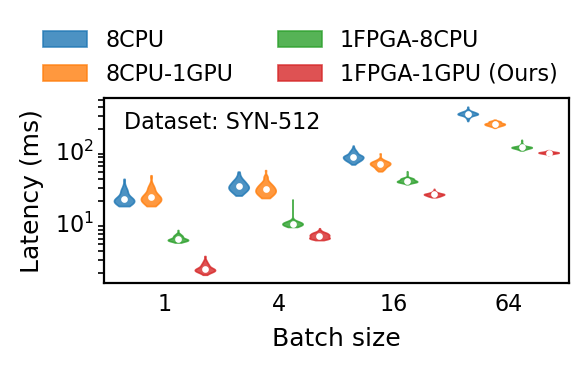 8CPU
8CPU-1GPU
1FPGA-8CPU
1FPGA-1GPU (Ours)
Dataset: SYN-512
Latency (ms)
10²
10¹
1 4 16 64
Batch size